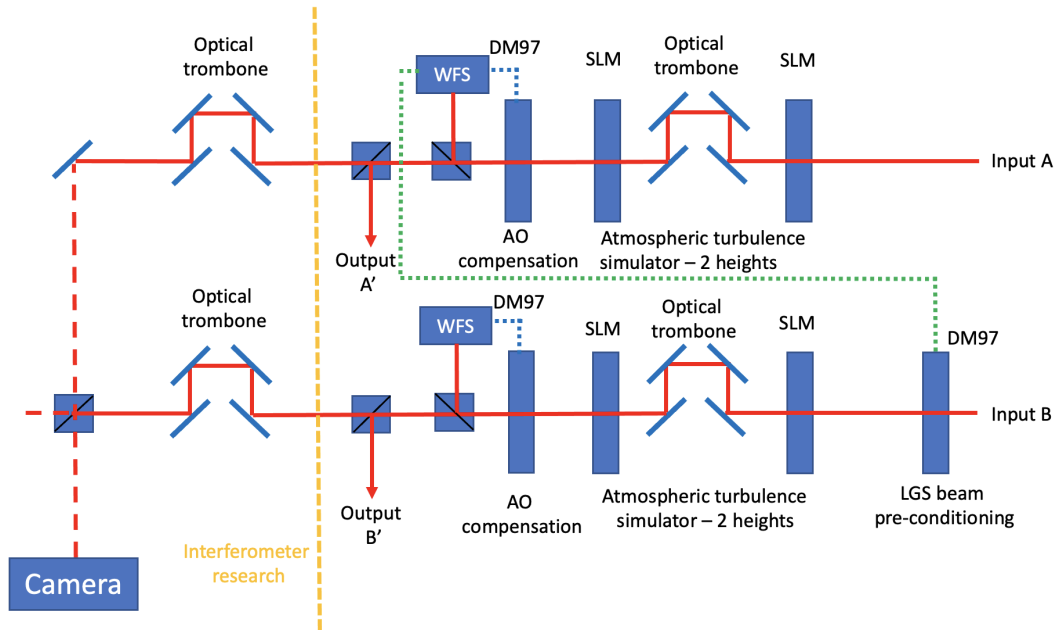 Optical
trombone
WFS
DM97
SLM
Optical
trombone
SLM
Input A
Output
A’
AO
compensation
Atmospheric turbulence
simulator – 2 heights
Optical
trombone
WFS
DM97
SLM
Optical
trombone
SLM
DM97
Input B
Output
B’
AO
compensation
Atmospheric turbulence
simulator – 2 heights
LGS beam
pre-conditioning
Interferometer
research
Camera